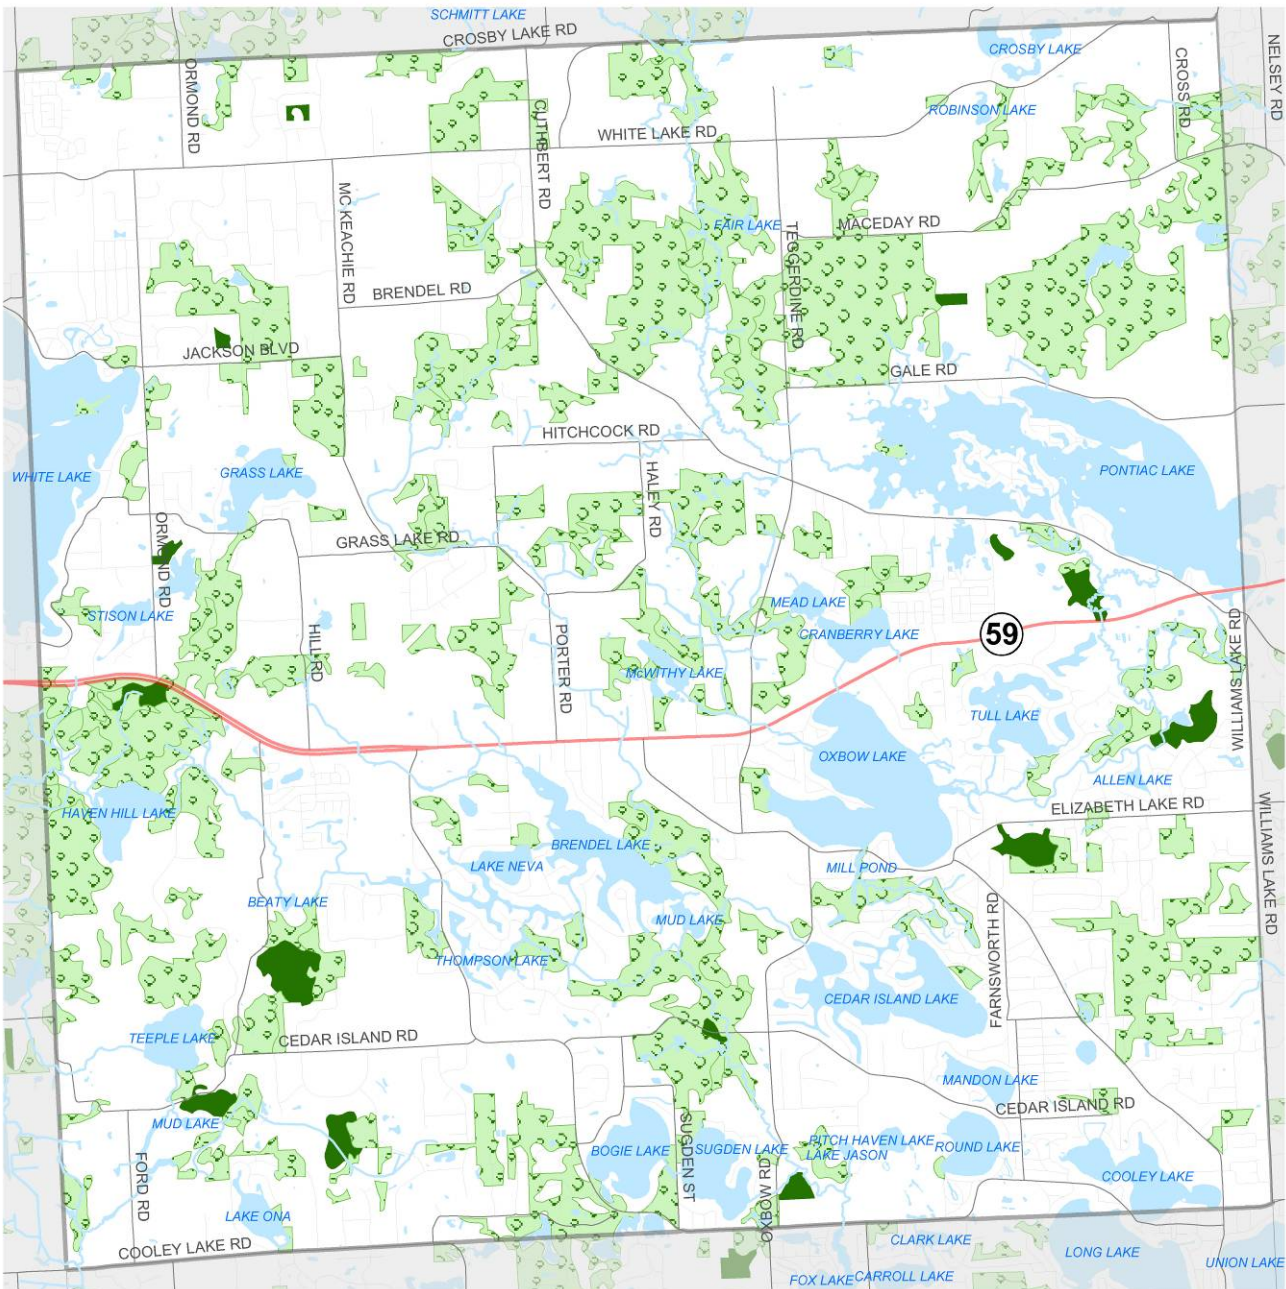 SCHMITT LAKE
CROSBY LAKE RD
CROSBY LAKE
NELSEY RD
ORMOND RD
CROSS RD
CUTHBERT RD
ROBINSON LAKE
WHITE LAKE RD
MC KEACHIE RD
FAIR LAKE
TEGGERDINE RD
MACEDAY RD
BRENDEL RD
JACKSON BLVD
GALE RD
HITCHCOCK RD
WHITE LAKE
GRASS LAKE
HALEY RD
PONTIAC LAKE
ORMOND RD
GRASS LAKE RD
STISON LAKE
HILL RD
PORTER RD
MEAD LAKE
CRANBERRY LAKE
59
McWITHY LAKE
WILLIAMS LAKE RD
TULL LAKE
OXBOW LAKE
ALLEN LAKE
HAVEN HILL LAKE
ELIZABETH LAKE RD
WILLIAMS LAKE RD
BRENDEL LAKE
LAKE NEVA
MILL POND
BEATY LAKE
MUD LAKE
FARNSWORTH RD
THOMPSON LAKE
CEDAR ISLAND LAKE
TEEPLE LAKE
CEDAR ISLAND RD
MANDON LAKE
CEDAR ISLAND RD
MUD LAKE
SUGDEN ST
BOGIE LAKE
SUGDEN LAKE
PITCH HAVEN LAKE
LAKE JASON
ROUND LAKE
COOLEY LAKE
FORD RD
OXBOW RD
LAKE ONA
COOLEY LAKE RD
CLARK LAKE
LONG LAKE
UNION LAKE
FOX LAKE
CARROLL LAKE